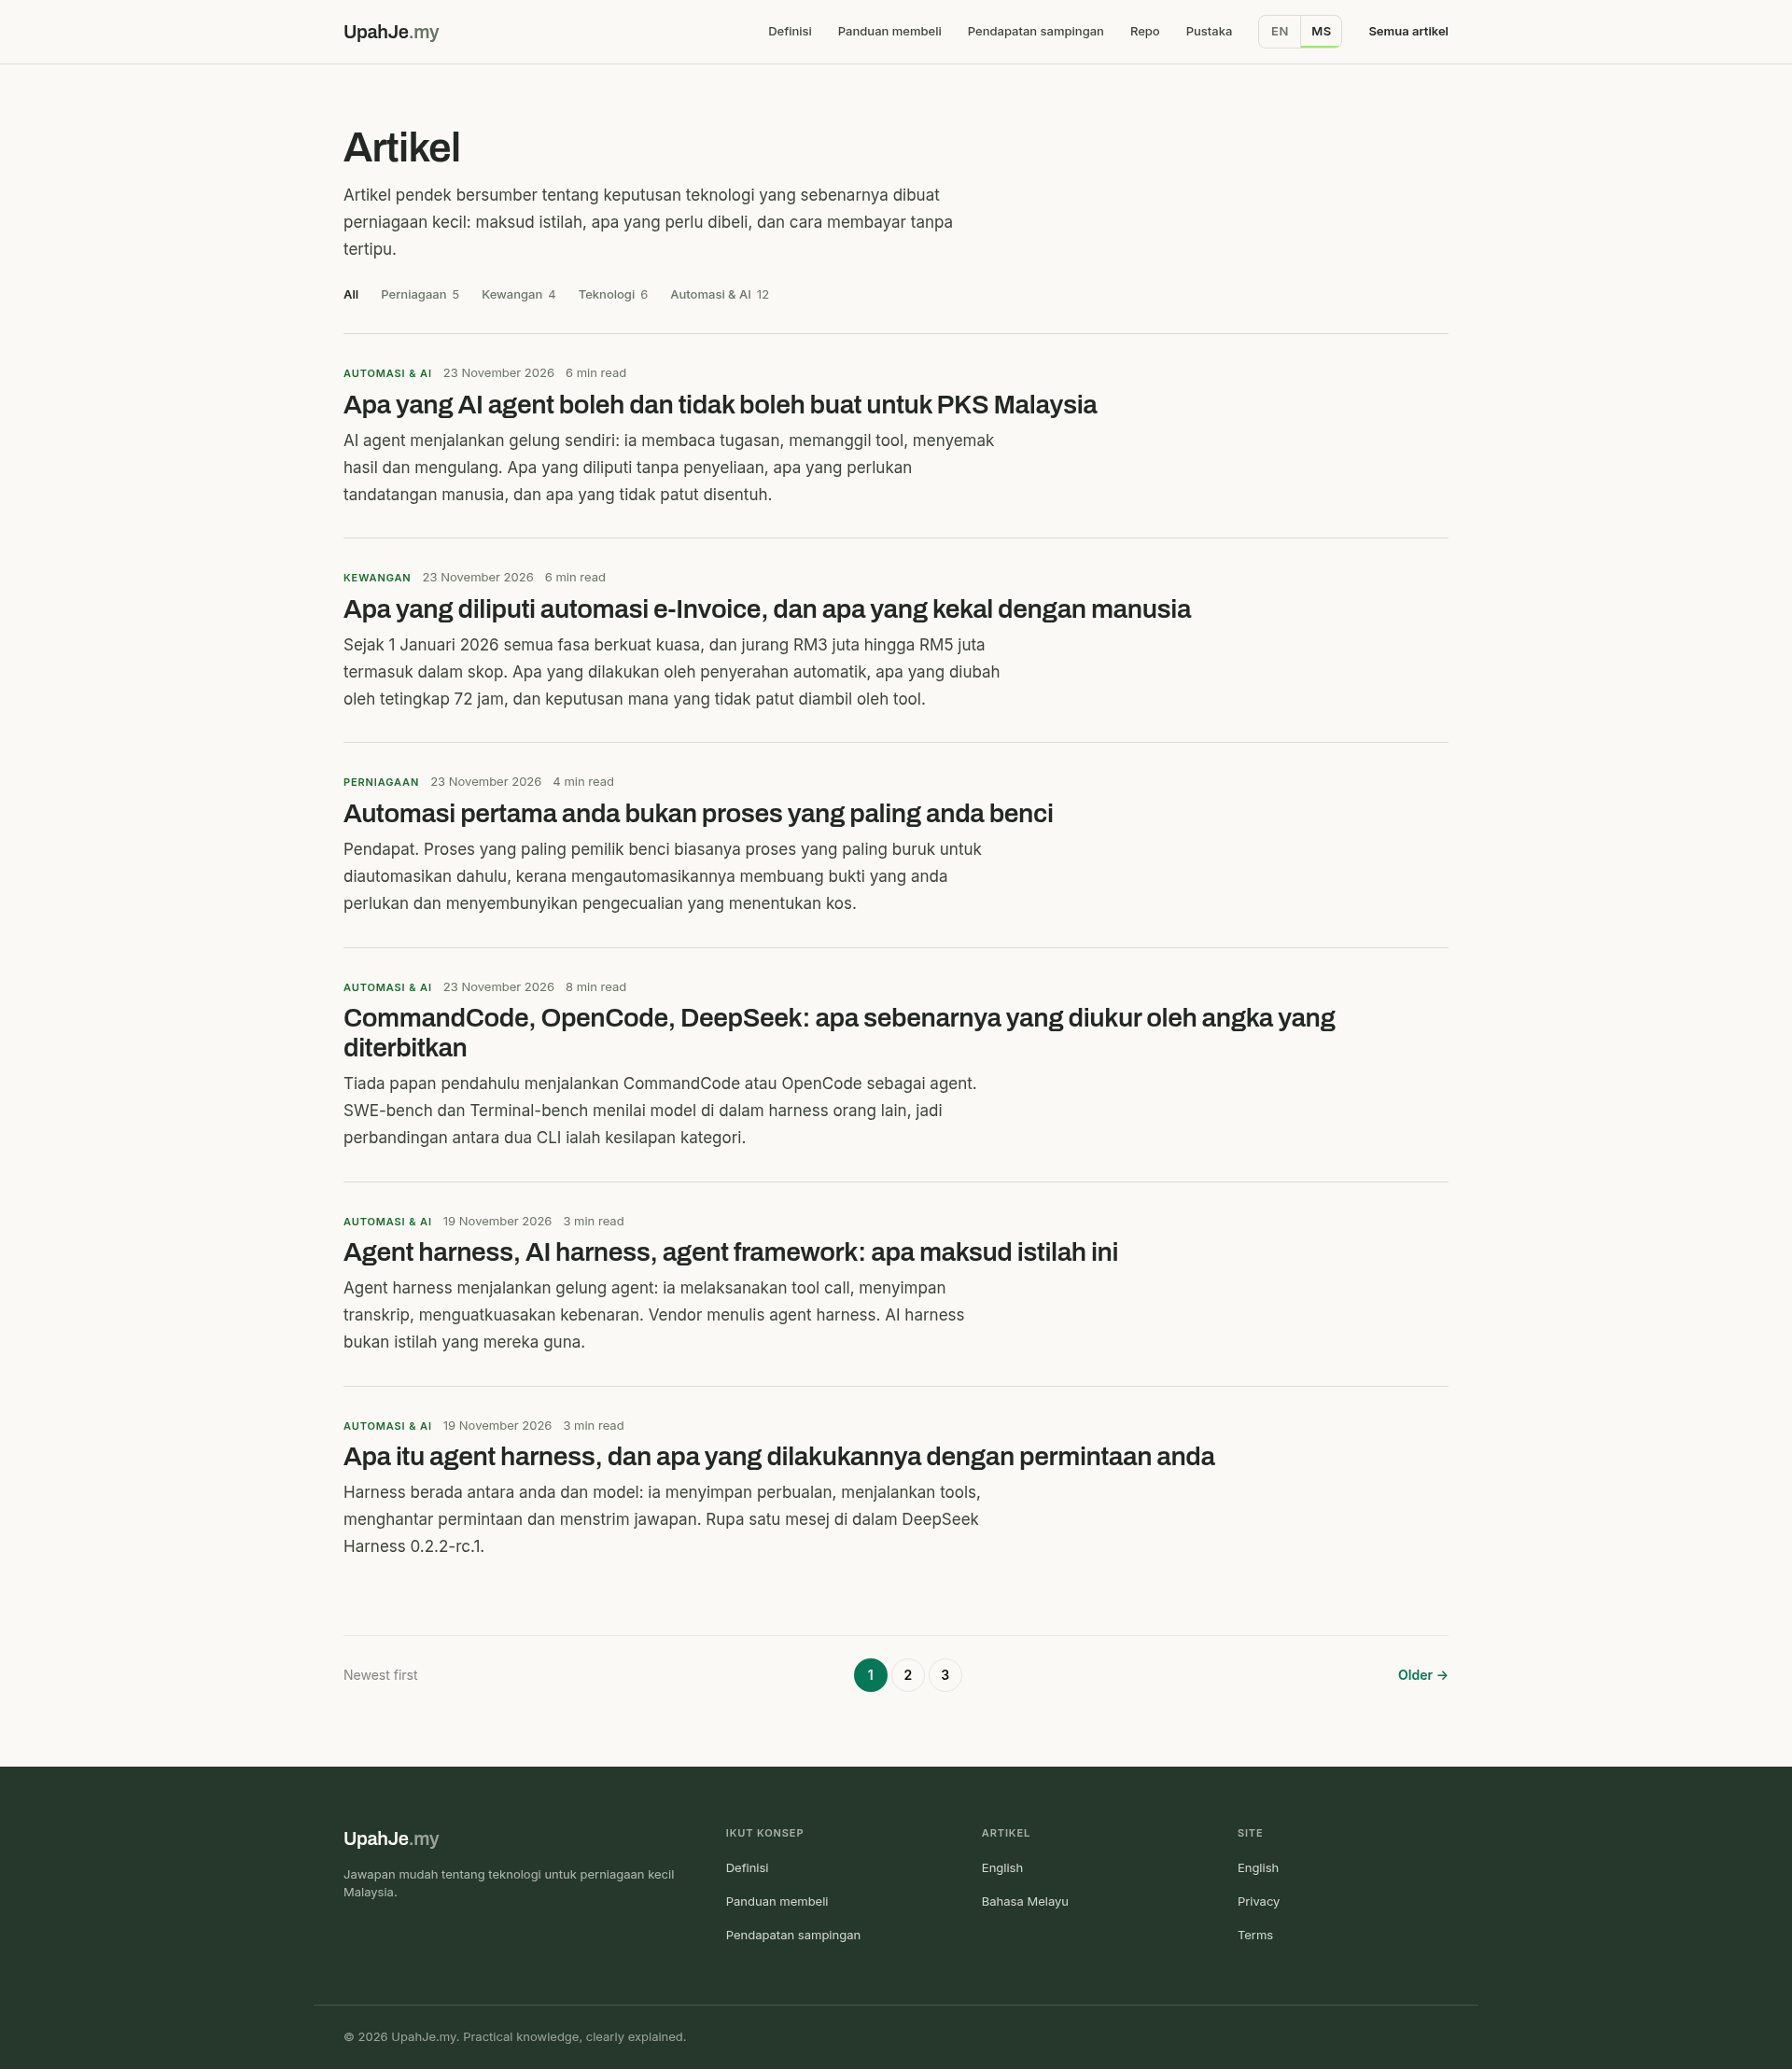 UpahJe.my
Definisi Panduan membeli Pendapatan sampingan Repo Pustaka EN MS Semua artikel
Artikel
Artikel pendek bersumber tentang keputusan teknologi yang sebenarnya dibuat
perniagaan kecil: maksud istilah, apa yang perlu dibeli, dan cara membayar tanpa
tertipu.
All Perniagaan 5 Kewangan 4 Teknologi 6 Automasi & AI 12
AUTOMASI & AI 23 November 2026 6 min read
Apa yang AI agent boleh dan tidak boleh buat untuk PKS Malaysia
AI agent menjalankan gelung sendiri: ia membaca tugasan, memanggil tool, menyemak
hasil dan mengulang. Apa yang diliputi tanpa penyeliaan, apa yang perlukan
tandatangan manusia, dan apa yang tidak patut disentuh.
KEWANGAN 23 November 2026 6 min read
Apa yang diliputi automasi e-Invoice, dan apa yang kekal dengan manusia
Sejak 1 Januari 2026 semua fasa berkuat kuasa, dan jurang RM3 juta hingga RM5 juta
termasuk dalam skop. Apa yang dilakukan oleh penyerahan automatik, apa yang diubah
oleh tetingkap 72 jam, dan keputusan mana yang tidak patut diambil oleh tool.
PERNIAGAAN 23 November 2026 4 min read
Automasi pertama anda bukan proses yang paling anda benci
Pendapat. Proses yang paling pemilik benci biasanya proses yang paling buruk untuk
diautomasikan dahulu, kerana mengautomasikannya membuang bukti yang anda
perlukan dan menyembunyikan pengecualian yang menentukan kos.
AUTOMASI & AI 23 November 2026 8 min read
CommandCode, OpenCode, DeepSeek: apa sebenarnya yang diukur oleh angka yang
diterbitkan
Tiada papan pendahulu menjalankan CommandCode atau OpenCode sebagai agent.
SWE-bench dan Terminal-bench menilai model di dalam harness orang lain, jadi
perbandingan antara dua CLI ialah kesilapan kategori.
AUTOMASI & AI 19 November 2026 3 min read
Agent harness, AI harness, agent framework: apa maksud istilah ini
Agent harness menjalankan gelung agent: ia melaksanakan tool call, menyimpan
transkrip, menguatkuasakan kebenaran. Vendor menulis agent harness. AI harness
bukan istilah yang mereka guna.
AUTOMASI & AI 19 November 2026 3 min read
Apa itu agent harness, dan apa yang dilakukannya dengan permintaan anda
Harness berada antara anda dan model: ia menyimpan perbualan, menjalankan tools,
menghantar permintaan dan menstrim jawapan. Rupa satu mesej di dalam DeepSeek
Harness 0.2.2-rc.1.
Newest first 1 2 3 Older →
UpahJe.my
Jawapan mudah tentang teknologi untuk perniagaan kecil
Malaysia.
IKUT KONSEP
Definisi
Panduan membeli
Pendapatan sampingan
ARTIKEL
English
Bahasa Melayu
SITE
English
Privacy
Terms
© 2026 UpahJe.my. Practical knowledge, clearly explained.